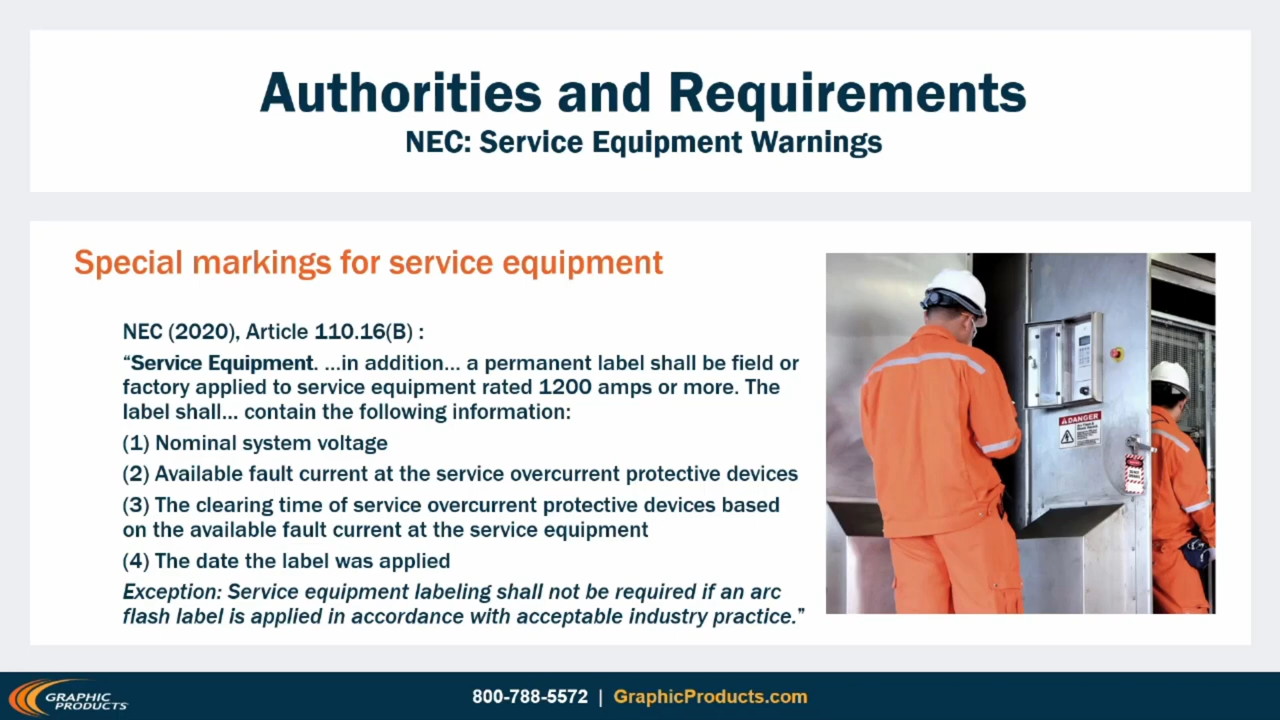 Authorities and Requirements
NEC: Service Equipment Warnings
Special markings for service equipment
NEC (2020), Article 110.16(B) :
“Service Equipment. ...in addition... a permanent label shall be field or
factory applied to service equipment rated 1200 amps or more. The
label shall... contain the following information:
(1) Nominal system voltage
(2) Available fault current at the service overcurrent protective devices
(3) The clearing time of service overcurrent protective devices based
on the available fault current at the service equipment
(4) The date the label was applied
Exception: Service equipment labeling shall not be required if an arc
flash label is applied in accordance with acceptable industry practice.”
DANGER
GRAPHIC
PRODUCTS
800-788-5572 | GraphicProducts.com